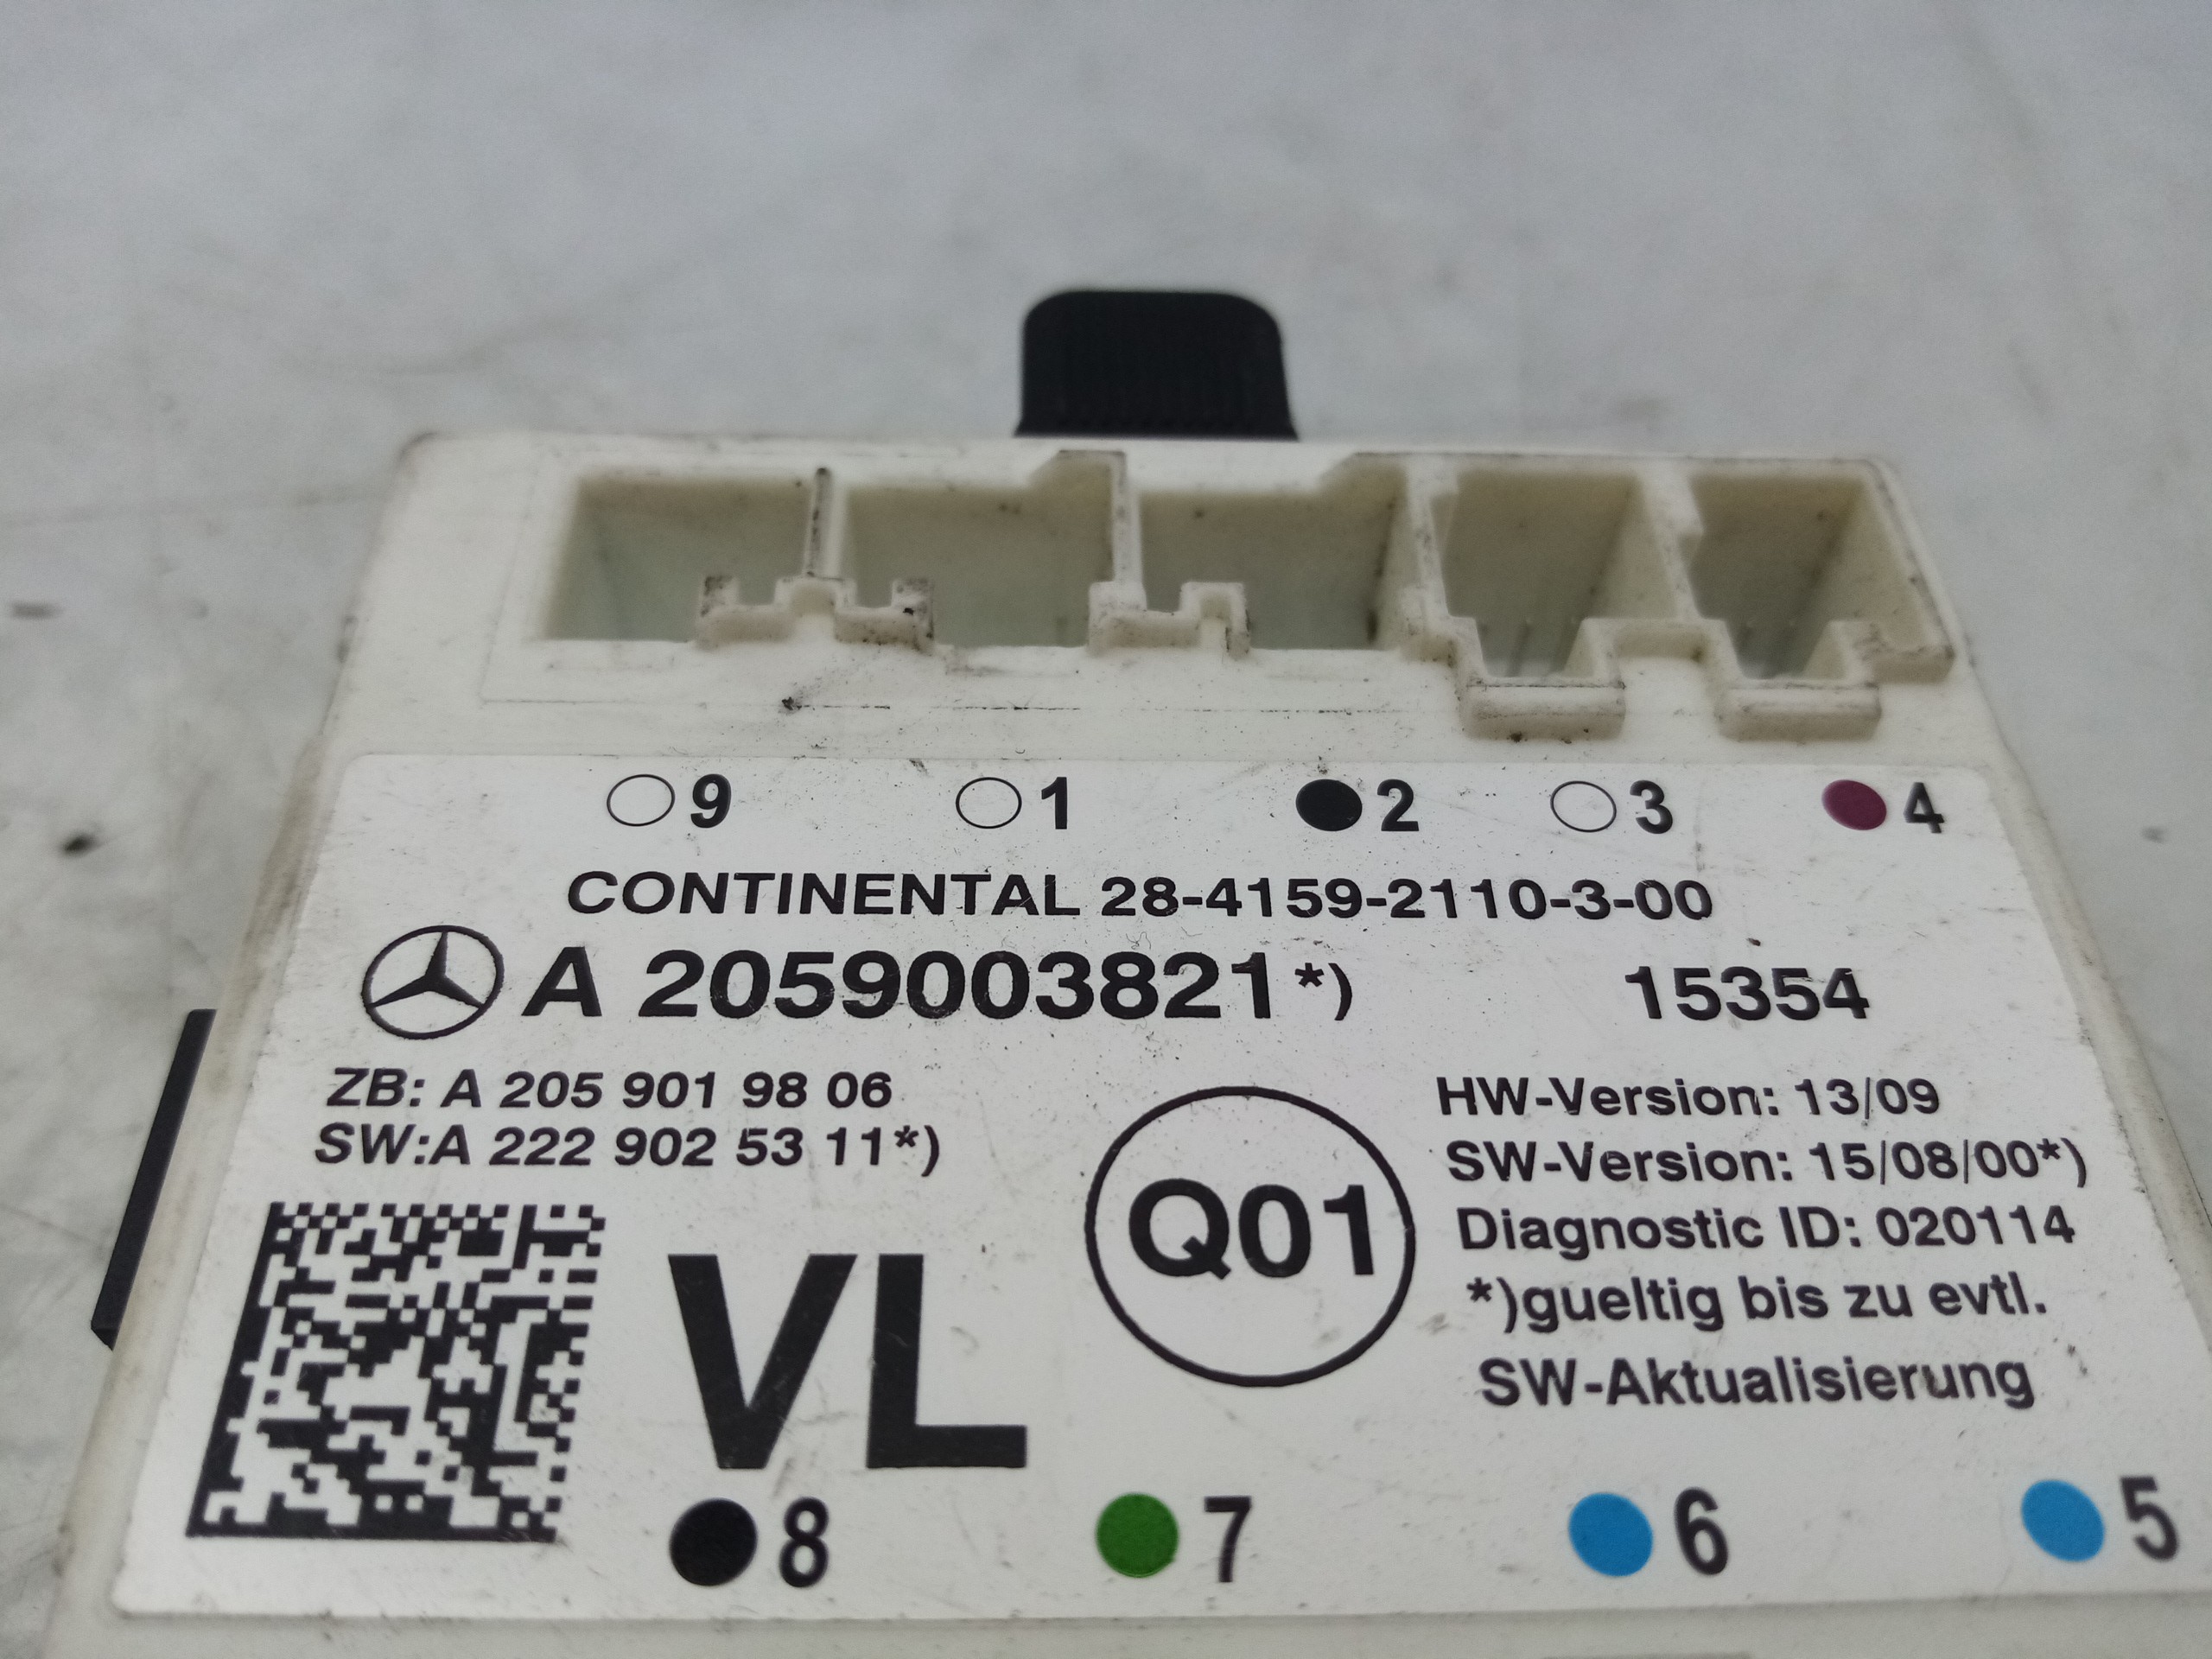 9 1 2 3 4
CONTINENTAL 28-4159-2110-3-00
A 2059003821*) 15354
ZB: A 205 901 98 06
SW:A 222 902 53 11*)
HW-Version: 13/09
SW-Version: 15/08/00*)
Diagnostic ID: 020114
*)gueltig bis zu evtl.
SW-Aktualisierung
Q01
VL
8 7 6 5